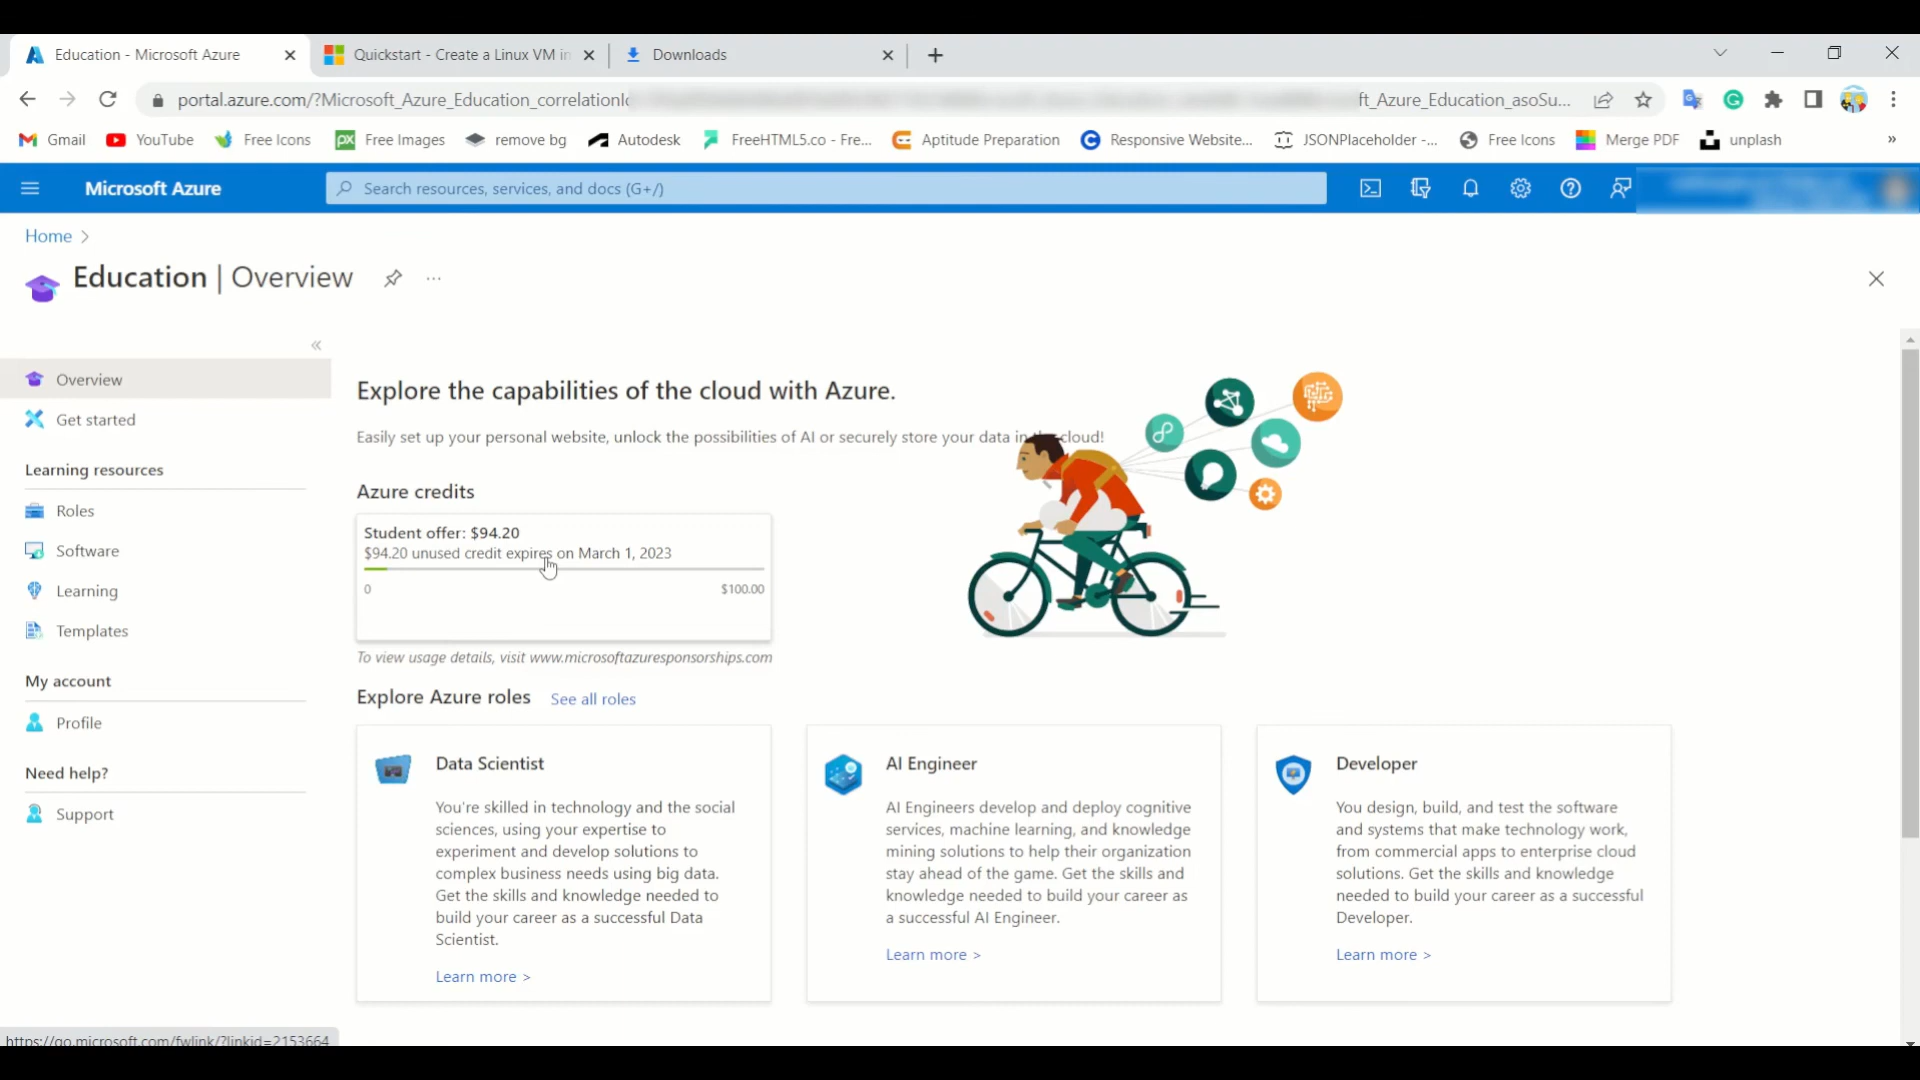 Education - Microsoft Azure
Quickstart - Create a Linux VM in
Downloads
portal.azure.com/?Microsoft_Azure_Education_correlationId
ft_Azure_Education_asoSu...
Gmail
YouTube
Free Icons
px
Free Images
remove bg
Autodesk
FreeHTML5.co - Fre...
Aptitude Preparation
Responsive Website...
JSONPlaceholder -...
Free Icons
Merge PDF
unplash
»
Microsoft Azure
Search resources, services, and docs (G+/)
Home >
Education | Overview
...
«
Overview
Get started
Learning resources
Roles
Software
Learning
Templates
My account
Profile
Need help?
Support
Explore the capabilities of the cloud with Azure.
Easily set up your personal website, unlock the possibilities of AI or securely store your data in the cloud!
Azure credits
Student offer: $94.20
$94.20 unused credit expires on March 1, 2023
0
$100.00
To view usage details, visit www.microsoftazuresponsorships.com
Explore Azure roles
See all roles
Data Scientist
You're skilled in technology and the social
sciences, using your expertise to
experiment and develop solutions to
complex business needs using big data.
Get the skills and knowledge needed to
build your career as a successful Data
Scientist.
Learn more >
AI Engineer
AI Engineers develop and deploy cognitive
services, machine learning, and knowledge
mining solutions to help their organization
stay ahead of the game. Get the skills and
knowledge needed to build your career as
a successful AI Engineer.
Learn more >
Developer
You design, build, and test the software
and systems that make technology work,
from commercial apps to enterprise cloud
solutions. Get the skills and knowledge
needed to build your career as a successful
Developer.
Learn more >
https://go.microsoft.com/fwlink/?linkid=2153664